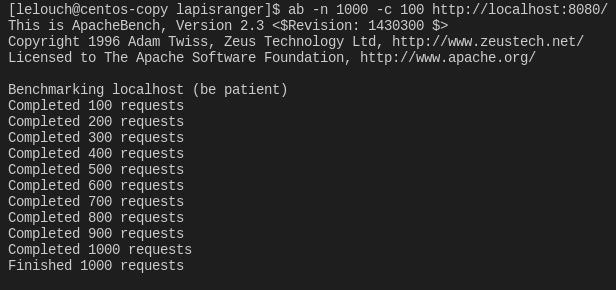 [lelouch@centos-copy lapisranger]$ ab -n 1000 -c 100 http://localhost:8080/
This is ApacheBench, Version 2.3 <$Revision: 1430300 $>
Copyright 1996 Adam Twiss, Zeus Technology Ltd, http://www.zeustech.net/
Licensed to The Apache Software Foundation, http://www.apache.org/

Benchmarking localhost (be patient)
Completed 100 requests
Completed 200 requests
Completed 300 requests
Completed 400 requests
Completed 500 requests
Completed 600 requests
Completed 700 requests
Completed 800 requests
Completed 900 requests
Completed 1000 requests
Finished 1000 requests